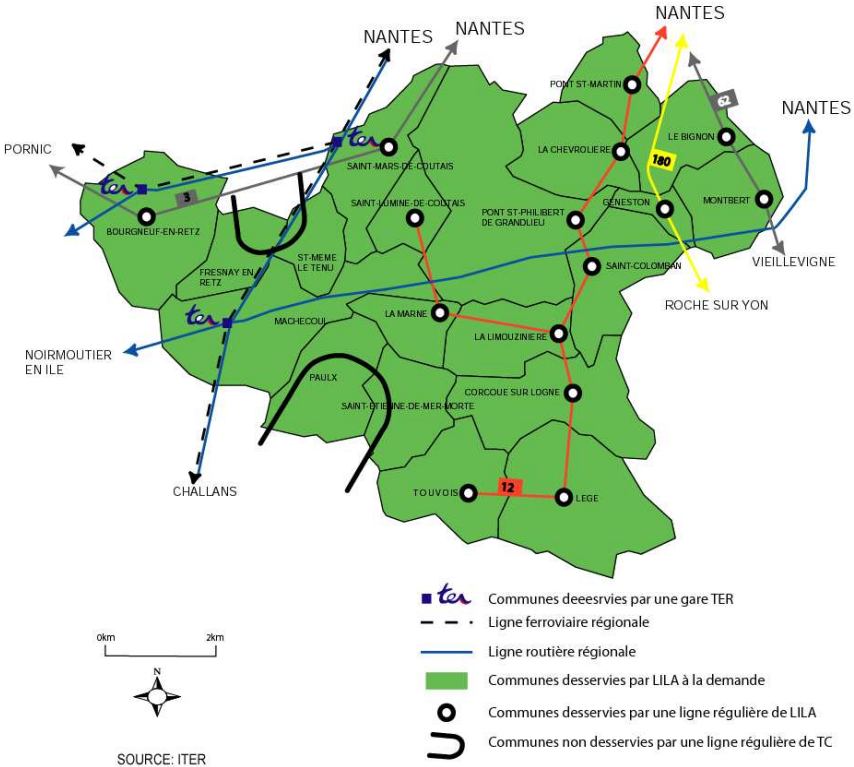 NANTES
NANTES
NANTES
PONT ST-MARTIN
62
NANTES
LE BIGNON
PORNIC
ter
LA CHEVROLIERE
180
SAINT-MARS-DE-COUTAIS
ter
3
SAINT-LUMINE-DE-COUTAIS
GENESTON
MONTBERT
PONT ST-PHILIBERT
DE GRANDLIEU
BOURGNEUF-EN-RETZ
ST-MEME
LE TENU
VIEILLEVIGNE
SAINT-COLOMBAN
FRESNAY EN
RETZ
ROCHE SUR YON
ter
MACHECOUL
LA MARNE
LA LIMOUZINIERE
NOIRMOUTIER
EN ILE
PAULX
CORCOUE SUR LOGNE
SAINT-ETIENNE-DE-MER-MORTE
CHALLANS
TOUVOIS
12
LEGE
ter Communes deeesrvies par une gare TER
Ligne ferroviaire régionale
0km 2km
Ligne routière régionale
N
Communes desservies par LILA à la demande
Communes desservies par une ligne régulière de LILA
Communes non desservies par une ligne régulière de TC
SOURCE: ITER